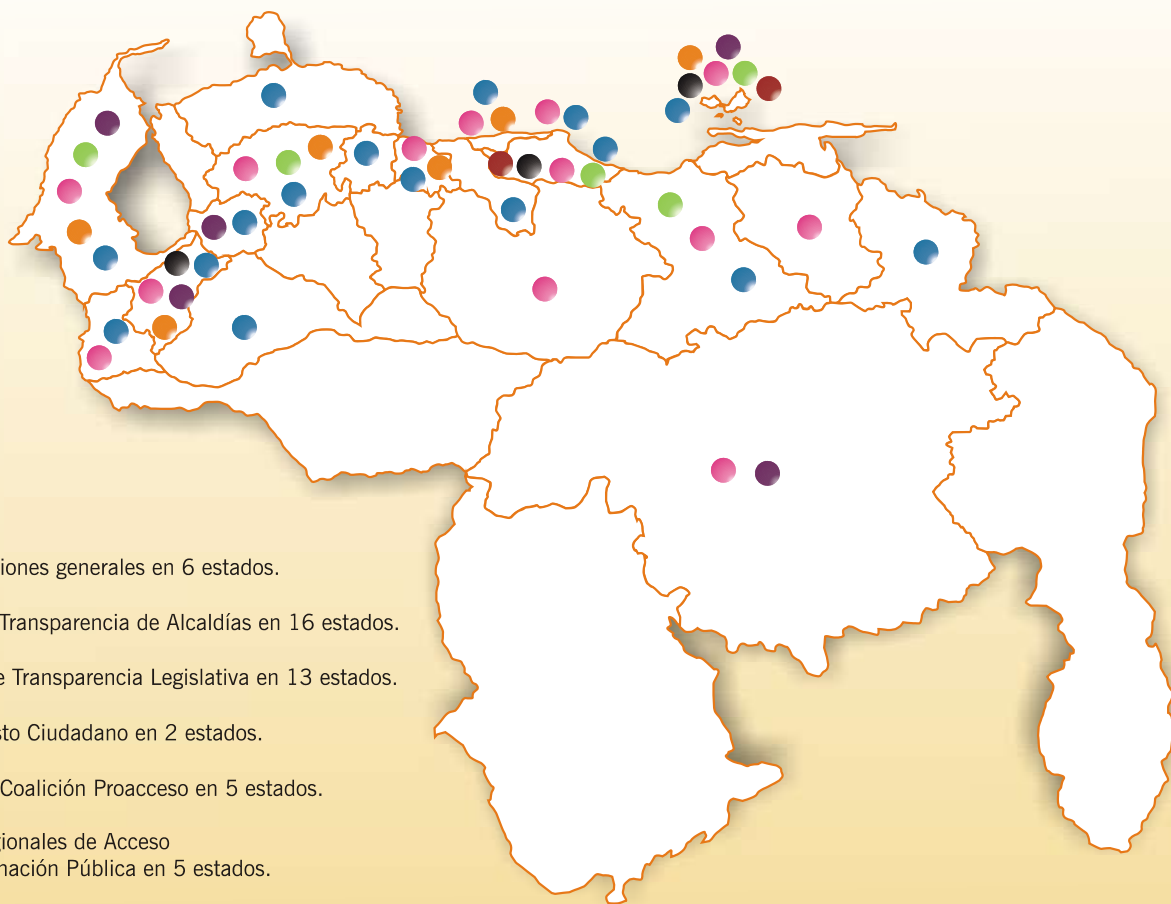 iones generales en 6 estados.
Transparencia de Alcaldías en 16 estados.
e Transparencia Legislativa en 13 estados.
sto Ciudadano en 2 estados.
Coalición Proacceso en 5 estados.
gionales de Acceso
nación Pública en 5 estados.